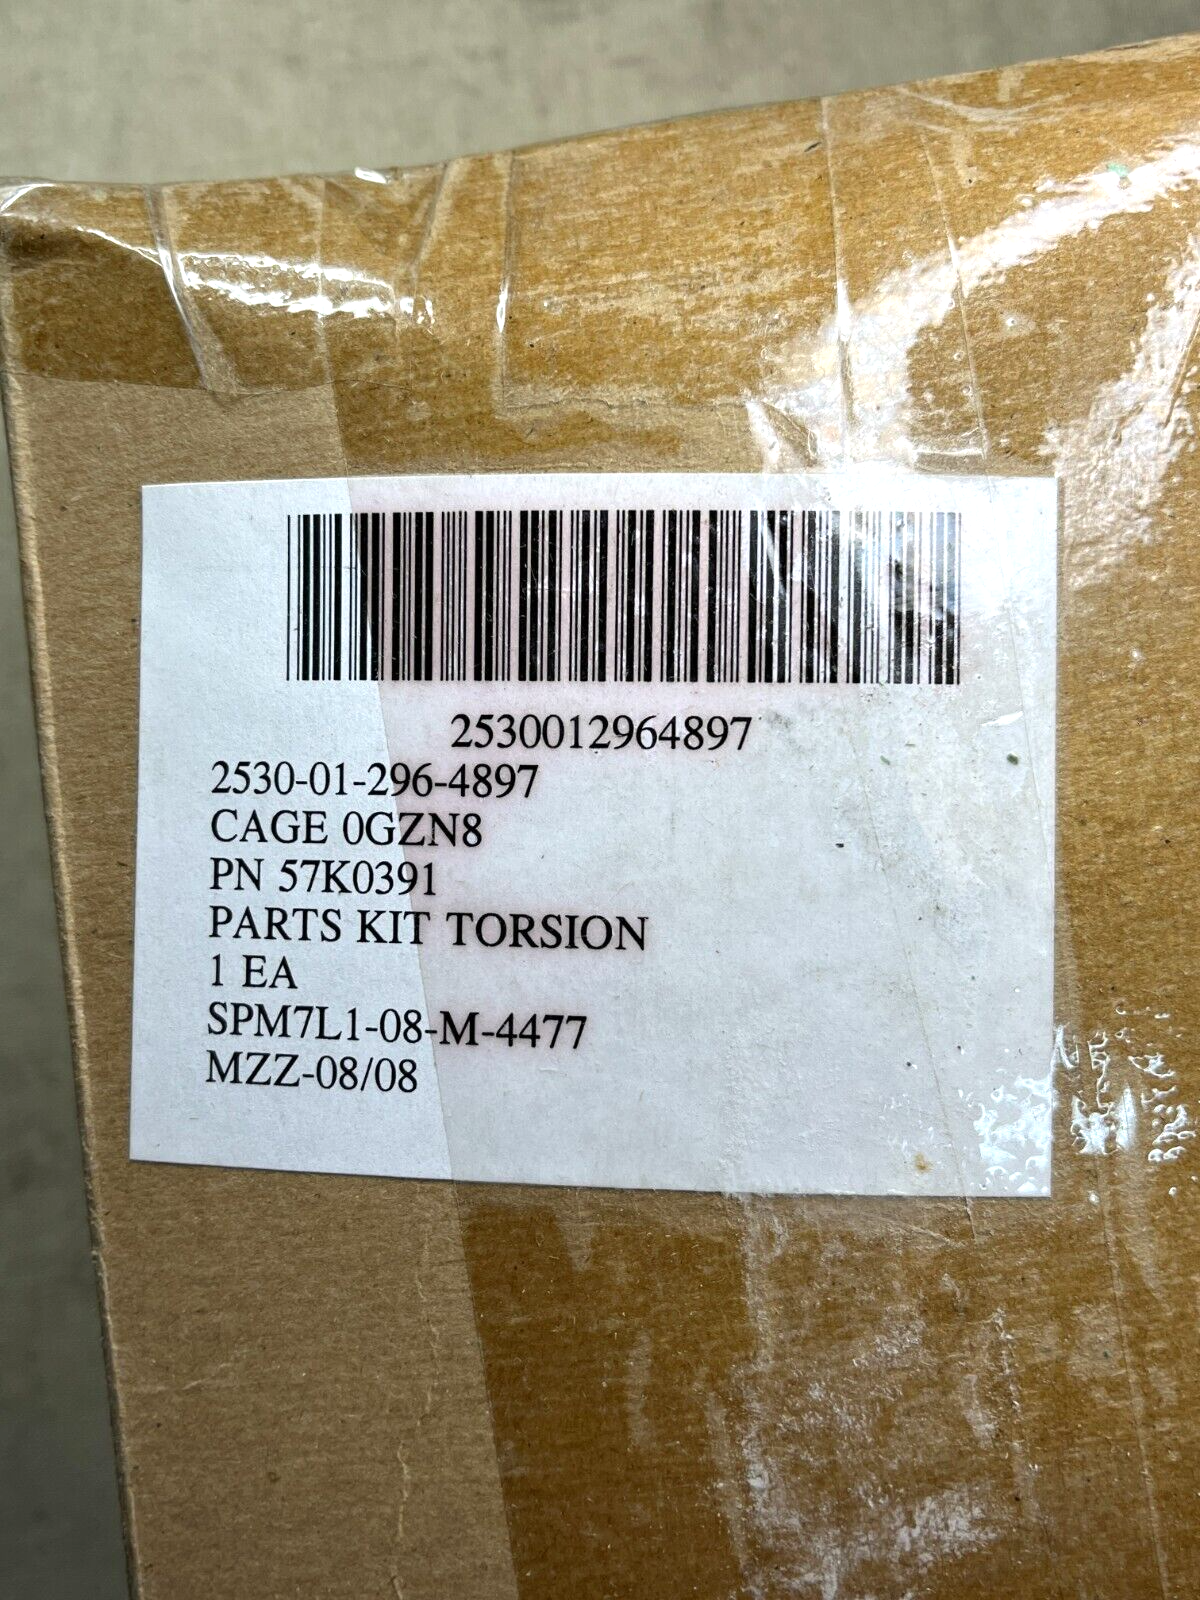 2530012964897
2530-01-296-4897
CAGE 0GZN8
PN 57K0391
PARTS KIT TORSION
1 EA
SPM7L1-08-M-4477
MZZ-08/08